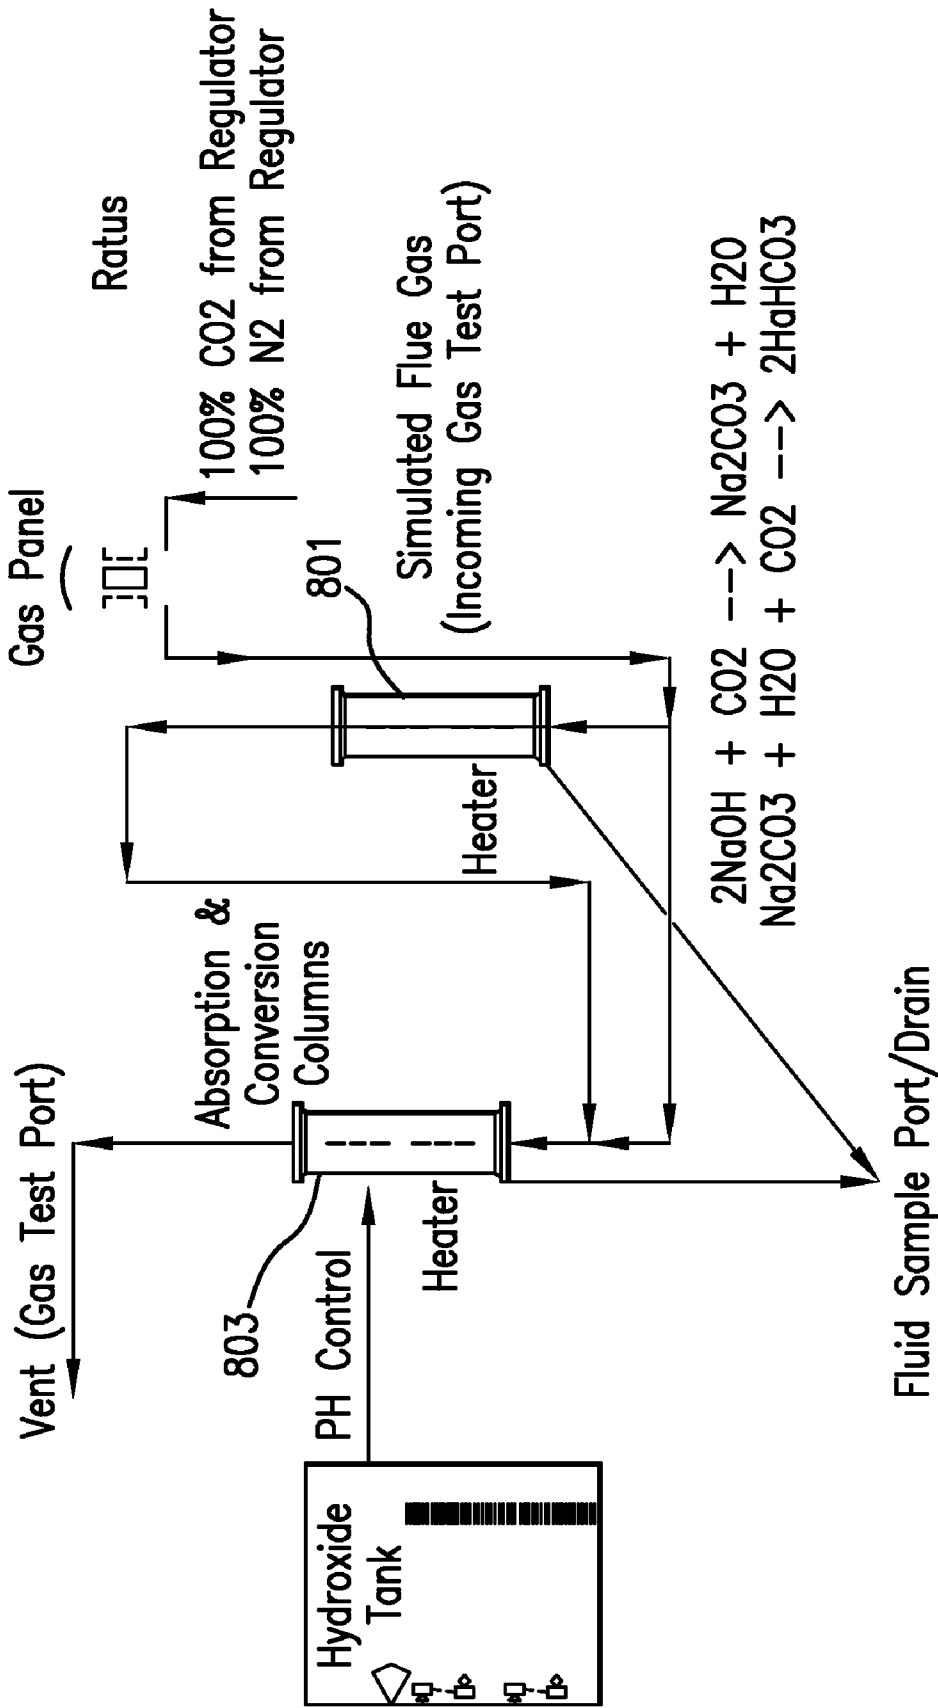 Vent (Gas Test Port)
Gas Panel
Ratus
100% CO2 from Regulator
100% N2 from Regulator
Absorption &
Conversion
Columns
801
803
Simulated Flue Gas
(Incoming Gas Test Port)
Hydroxide
Tank
PH Control
Heater
Heater
2NaOH + CO2 --> Na2CO3 + H2O
Na2CO3 + H2O + CO2 ---> 2HaHCO3
Fluid Sample Port/Drain